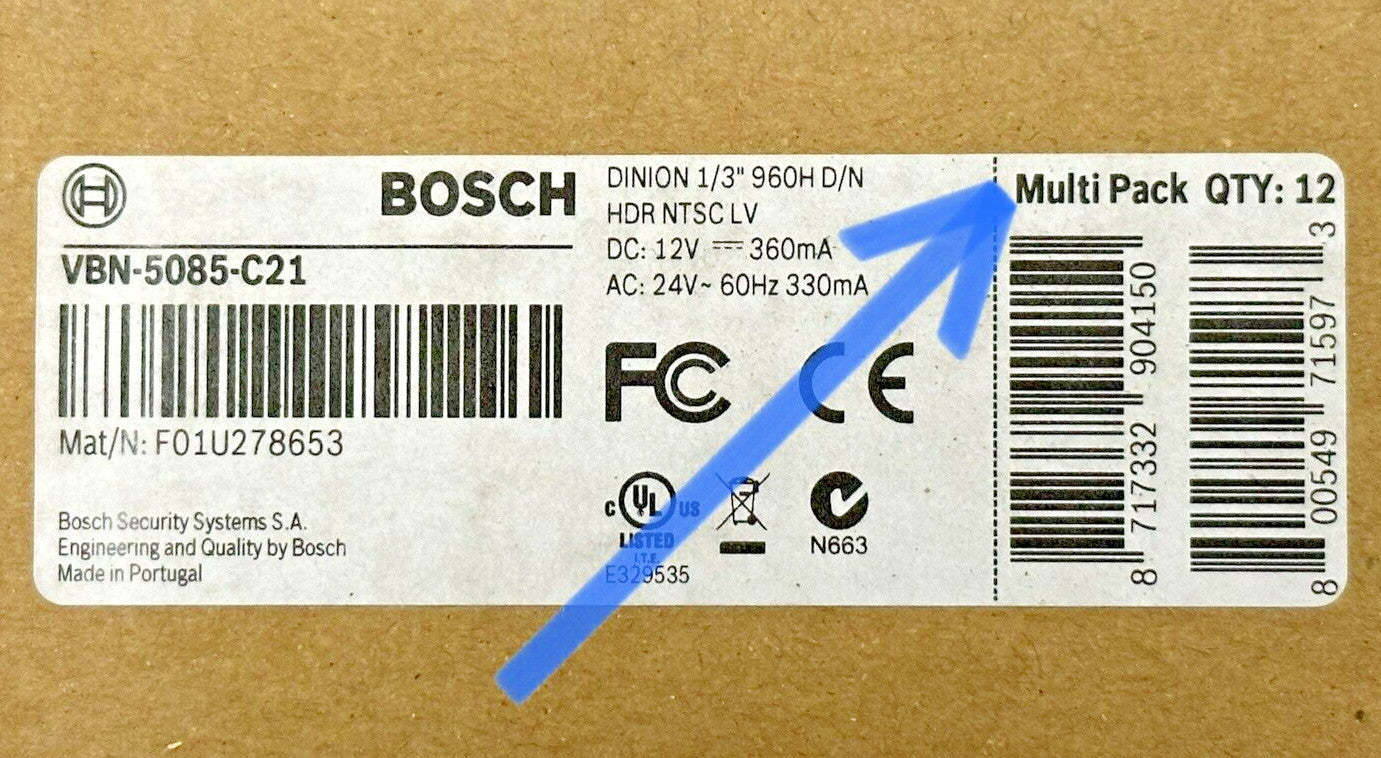 BOSCH
VBN-5085-C21
Mat/N: F01U278653
Bosch Security Systems S.A.
Engineering and Quality by Bosch
Made in Portugal
DINION 1/3" 960H D/N
HDR NTSC LV
DC: 12V ⎓ 360mA
AC: 24V~ 60Hz 330mA
FC CE
C UL US
LISTED
I.T.E.
E329535
N663
Multi Pack QTY: 12
8 717332 904150
8 00549 71597 3